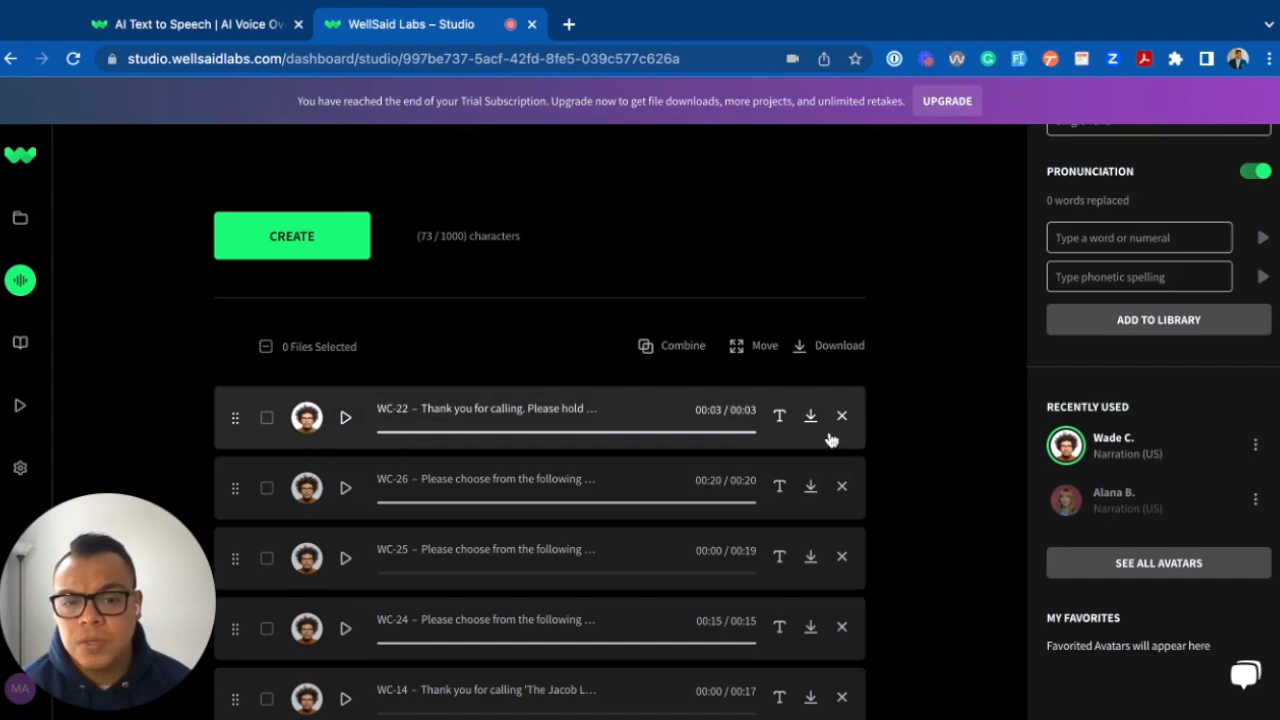 AI Text to Speech | AI Voice Ov
WellSaid Labs – Studio
studio.wellsaidlabs.com/dashboard/studio/997be737-5acf-42fd-8fe5-039c577c626a
You have reached the end of your Trial Subscription. Upgrade now to get file downloads, more projects, and unlimited retakes.
UPGRADE
PRONUNCIATION
0 words replaced
Type a word or numeral
Type phonetic spelling
ADD TO LIBRARY
CREATE
(73 / 1000) characters
0 Files Selected
Combine
Move
Download
WC-22 – Thank you for calling. Please hold ...
00:03 / 00:03
WC-26 – Please choose from the following ...
00:20 / 00:20
WC-25 – Please choose from the following ...
00:00 / 00:19
WC-24 – Please choose from the following ...
00:15 / 00:15
WC-14 – Thank you for calling 'The Jacob L...
00:00 / 00:17
RECENTLY USED
Wade C.
Narration (US)
Alana B.
Narration (US)
SEE ALL AVATARS
MY FAVORITES
Favorited Avatars will appear here
MA